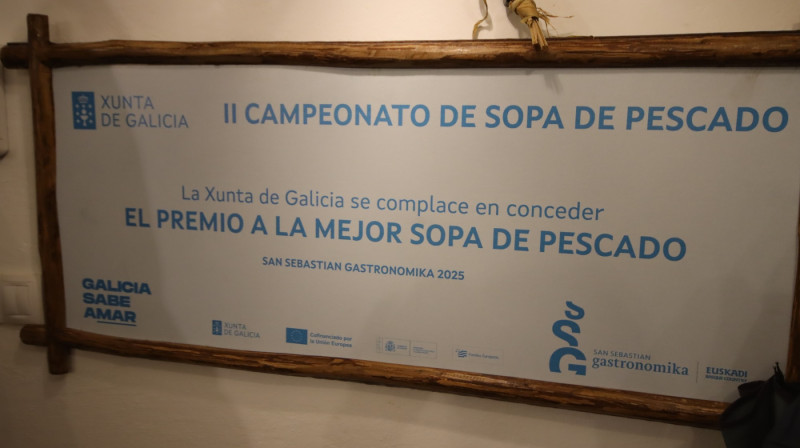 XUNTA
DE GALICIA
II CAMPEONATO DE SOPA DE PESCADO
La Xunta de Galicia se complace en conceder
EL PREMIO A LA MEJOR SOPA DE PESCADO
SAN SEBASTIAN GASTRONOMIKA 2025
GALICIA
SABE
AMAR
XUNTA
DE GALICIA
Cofinanciado por
la Unión Europea
SAN SEBASTIAN
gastronomika
EUSKADI
BASQUE COUNTRY